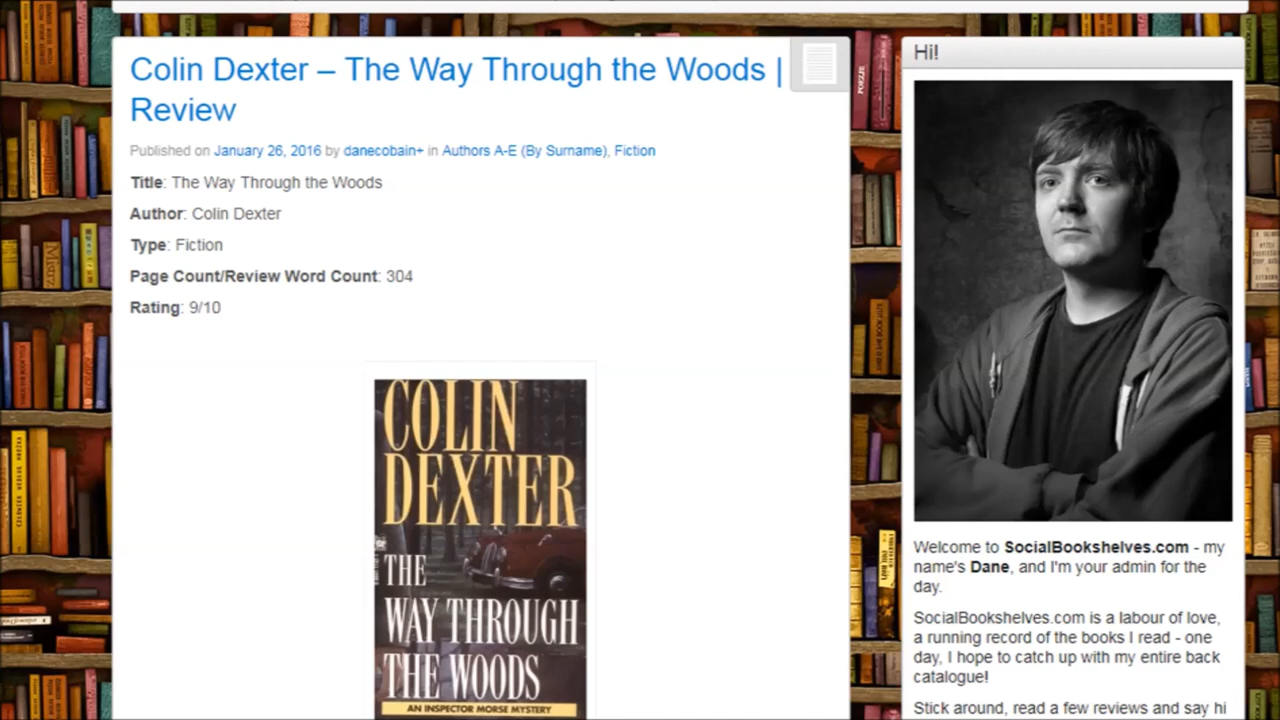 Colin Dexter – The Way Through the Woods |
Review
Published on January 26, 2016 by danecobain+ in Authors A-E (By Surname), Fiction
Title: The Way Through the Woods
Author: Colin Dexter
Type: Fiction
Page Count/Review Word Count: 304
Rating: 9/10
COLIN
DEXTER
THE
WAY THROUGH
THE WOODS
AN INSPECTOR MORSE MYSTERY
Hi!
Welcome to SocialBookshelves.com - my
name's Dane, and I'm your admin for the
day.
SocialBookshelves.com is a labour of love,
a running record of the books I read - one
day, I hope to catch up with my entire back
catalogue!
Stick around, read a few reviews and say hi